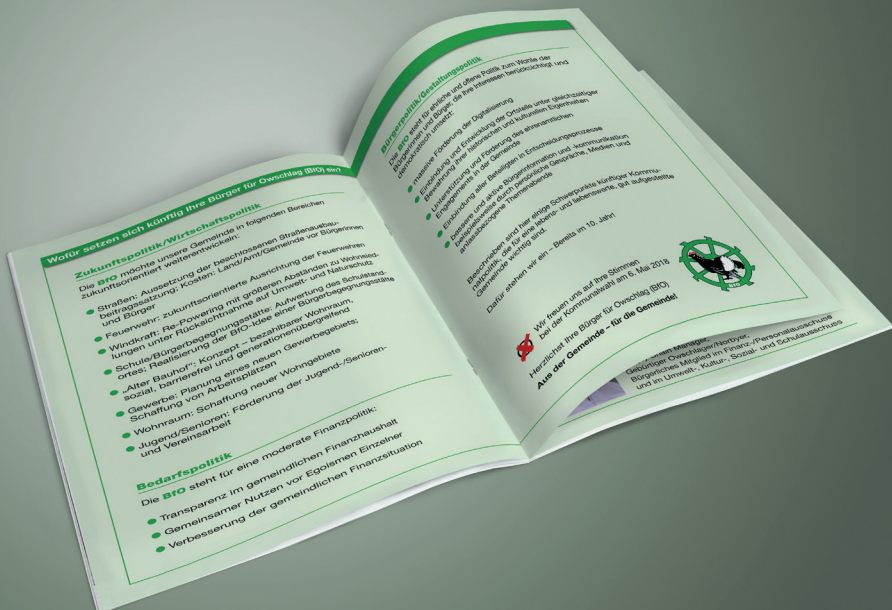 Wofür setzen sich künftig Ihre Bürger für Owschlag (BfO) ein?
Zukunftspolitik/Wirtschaftspolitik
Die BfO möchte unsere Gemeinde in folgenden Bereichen
zukunftsorientiert weiterentwickeln:
● Straßen: Aussetzung der beschlossenen Straßenausbau-
beitragssatzung; Kosten: Land/Amt/Gemeinde vor Bürgerinnen
und Bürger
● Feuerwehr: zukunftsorientierte Ausrichtung der Feuerwehren
● Windkraft: Re-Powering mit größeren Abständen zu Wohnsied-
lungen unter Rücksichtnahme auf Umwelt- und Naturschutz
● Schule/Bürgerbegegnungsstätte: Aufwertung des Schulstand-
ortes; Realisierung der BfO-Idee einer Bürgerbegegnungsstätte
● „Alter Bauhof“: Konzept – bezahlbarer Wohnraum,
sozial, barrierefrei und generationenübergreifend
● Gewerbe: Planung eines neuen Gewerbegebiets;
Schaffung von Arbeitsplätzen
● Wohnraum: Schaffung neuer Wohngebiete
● Jugend/Senioren: Förderung der Jugend-/Senioren-
und Vereinsarbeit
Bedarfspolitik
Die BfO steht für eine moderate Finanzpolitik:
● Transparenz im gemeindlichen Finanzhaushalt
● Gemeinsamer Nutzen vor Egoismen Einzelner
● Verbesserung der gemeindlichen Finanzsituation
Bürgerpolitik/Gestaltungspolitik
Die BfO steht für ehrliche und offene Politik zum Wohle der
Bürgerinnen und Bürger, die ihre Interessen berücksichtigt und
demokratisch umsetzt:
● massive Förderung der Digitalisierung
● Einbindung und Entwicklung der Ortsteile unter gleichzeitiger
Bewahrung ihrer historischen und kulturellen Eigenheiten
● Unterstützung und Förderung des ehrenamtlichen
Engagements in der Gemeinde
● Einbindung aller Beteiligten in Entscheidungsprozesse
● bessere und aktive Bürgerinformation und -kommunikation
beispielsweise durch persönliche Gespräche, Medien und
anlassbezogene Themenabende
Beschrieben sind hier einige Schwerpunkte künftiger Kommu-
nalpolitik, die für eine lebens- und liebenswerte, gut aufgestellte
Gemeinde wichtig sind.
Dafür stehen wir ein – Bereits im 10. Jahr!
Wir freuen uns auf Ihre Stimmen
bei der Kommunalwahl am 6. Mai 2018
Herzlichst Ihre Bürger für Owschlag (BfO)
Aus der Gemeinde – für die Gemeinde!
BfO
Manager,
Gebürtiger Owschlager/Norbyer,
Bürgerliches Mitglied im Finanz-/Personalausschuss
und im Umwelt-, Kultur-, Sozial- und Schulausschuss